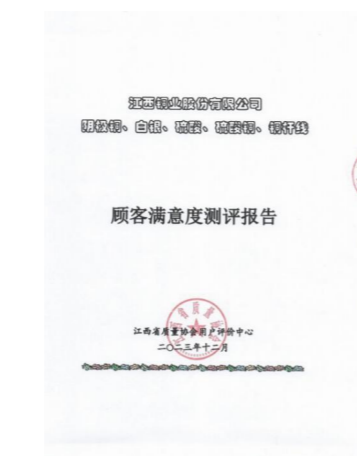 江西铜业股份有限公司
阴极铜、白银、硫酸、硫酸铜、铜杆线
顾客满意度测评报告
江西省质量协会用户评价中心
二〇二三年十二月